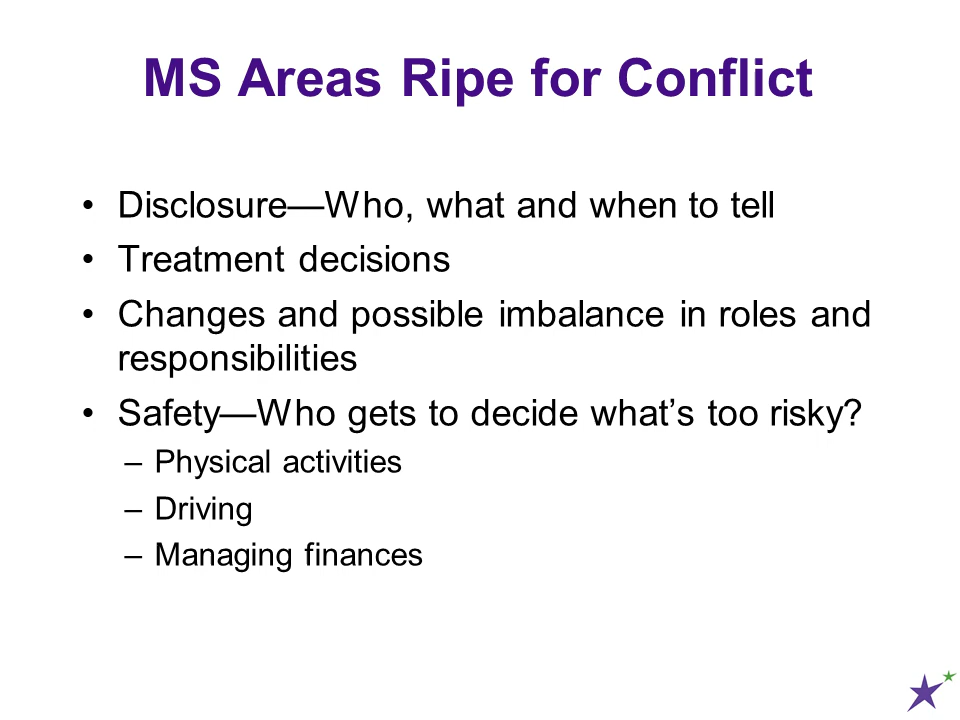 MS Areas Ripe for Conflict
• Disclosure—Who, what and when to tell
• Treatment decisions
• Changes and possible imbalance in roles and
responsibilities
• Safety—Who gets to decide what’s too risky?
– Physical activities
– Driving
– Managing finances